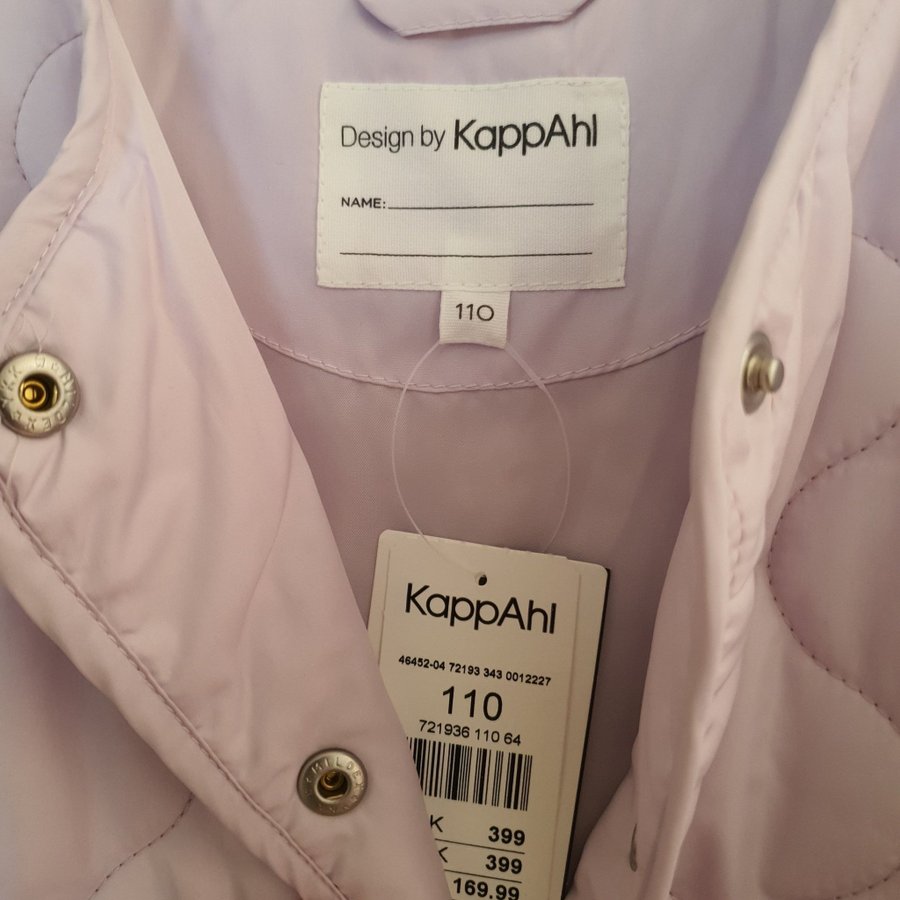 Design by KappAhl
NAME:
110
KappAhl
46452-04 72193 343 0012227
110
721936 110 64
K 399
K 399
169.99